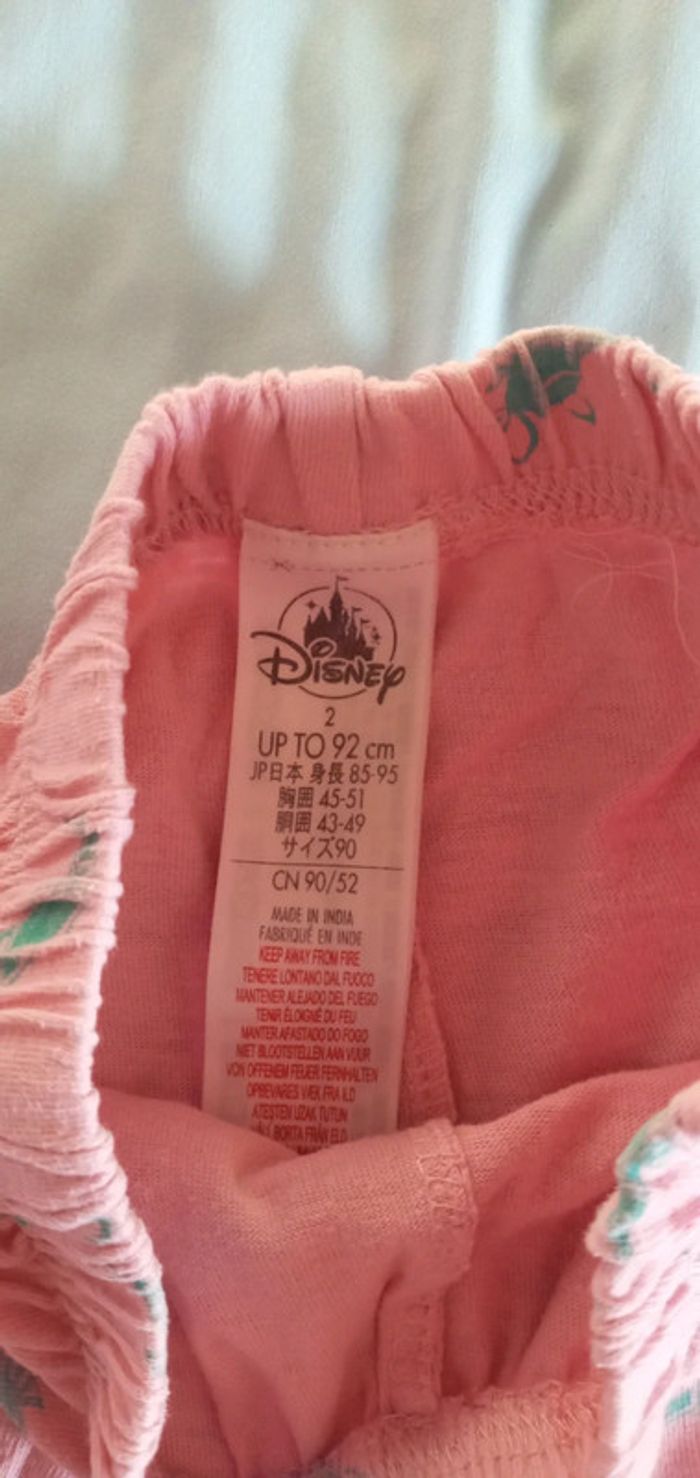 Disney
2
UP TO 92 cm
JP日本 身長 85-95
胸囲 45-51
胴囲 43-49
サイズ90
CN 90/52
MADE IN INDIA
FABRIQUÉ EN INDE
KEEP AWAY FROM FIRE
TENERE LONTANO DAL FUOCO
MANTENER ALEJADO DEL FUEGO
TENIR ÉLOIGNÉ DU FEU
MANTER AFASTADO DO FOGO
NIET BLOOTSTELLEN AAN VUUR
VON OFFENEM FEUER FERNHALTEN
OPBEVARES VÆK FRA ILD
ATEŞTEN UZAK TUTUN
BORTA FRÅN ELD